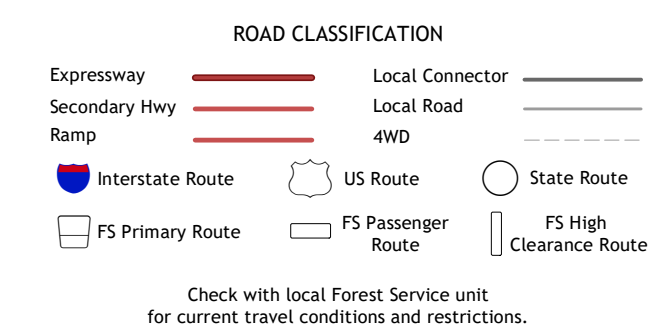 ROAD CLASSIFICATION
Expressway
Local Connector
Secondary Hwy
Local Road
Ramp
4WD
Interstate Route
US Route
State Route
FS Primary Route
FS Passenger
Route
FS High
Clearance Route
Check with local Forest Service unit
for current travel conditions and restrictions.